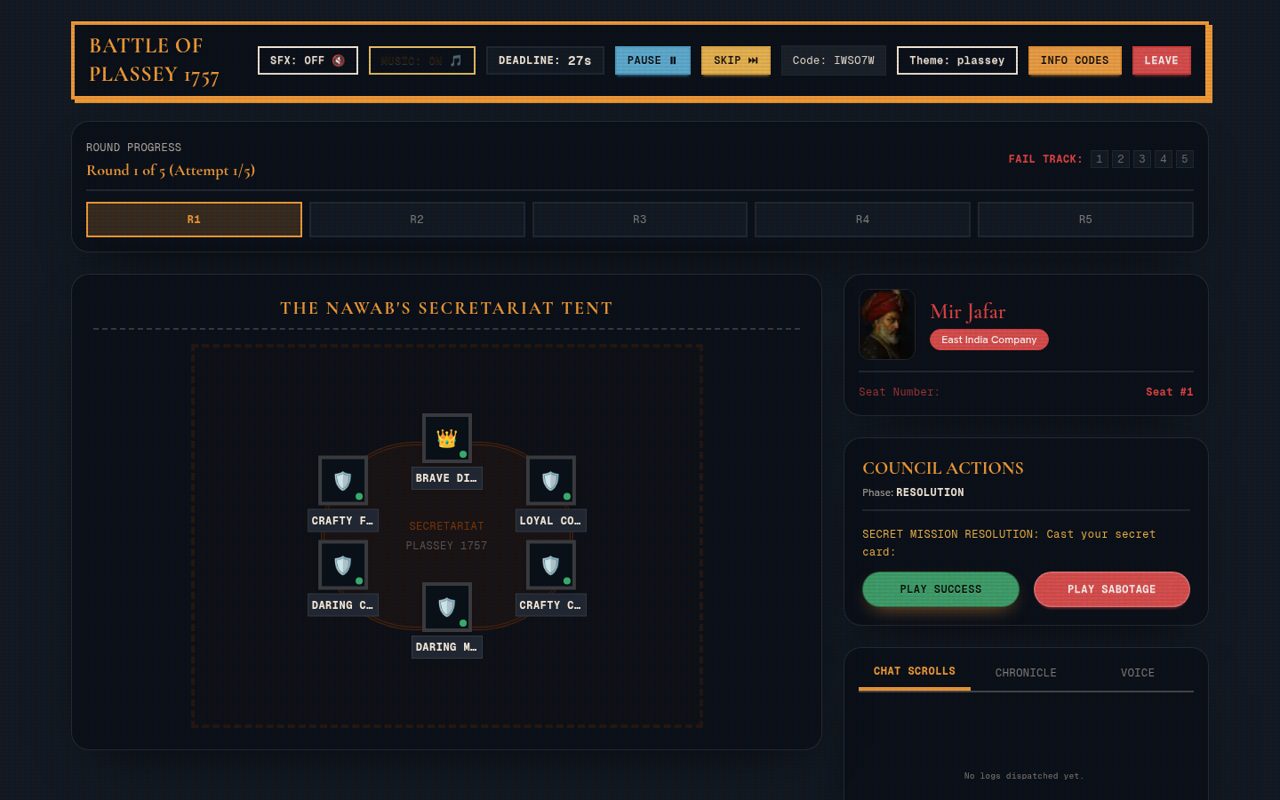 BATTLE OF
PLASSEY 1757
SFX: OFF 🔇
MUSIC: ON 🎵
DEADLINE: 27s
PAUSE ⏸
SKIP ⏭
Code: IWSO7W
Theme: plassey
INFO CODES
LEAVE
ROUND PROGRESS
Round 1 of 5 (Attempt 1/5)
FAIL TRACK: 1 2 3 4 5
R1 R2 R3 R4 R5
THE NAWAB'S SECRETARIAT TENT
BRAVE DI…
CRAFTY F…
LOYAL CO…
SECRETARIAT
PLASSEY 1757
DARING C…
CRAFTY C…
DARING M…
Mir Jafar
East India Company
Seat Number: Seat #1
COUNCIL ACTIONS
Phase: RESOLUTION
SECRET MISSION RESOLUTION: Cast your secret
card:
PLAY SUCCESS
PLAY SABOTAGE
CHAT SCROLLS
CHRONICLE
VOICE
No logs dispatched yet.